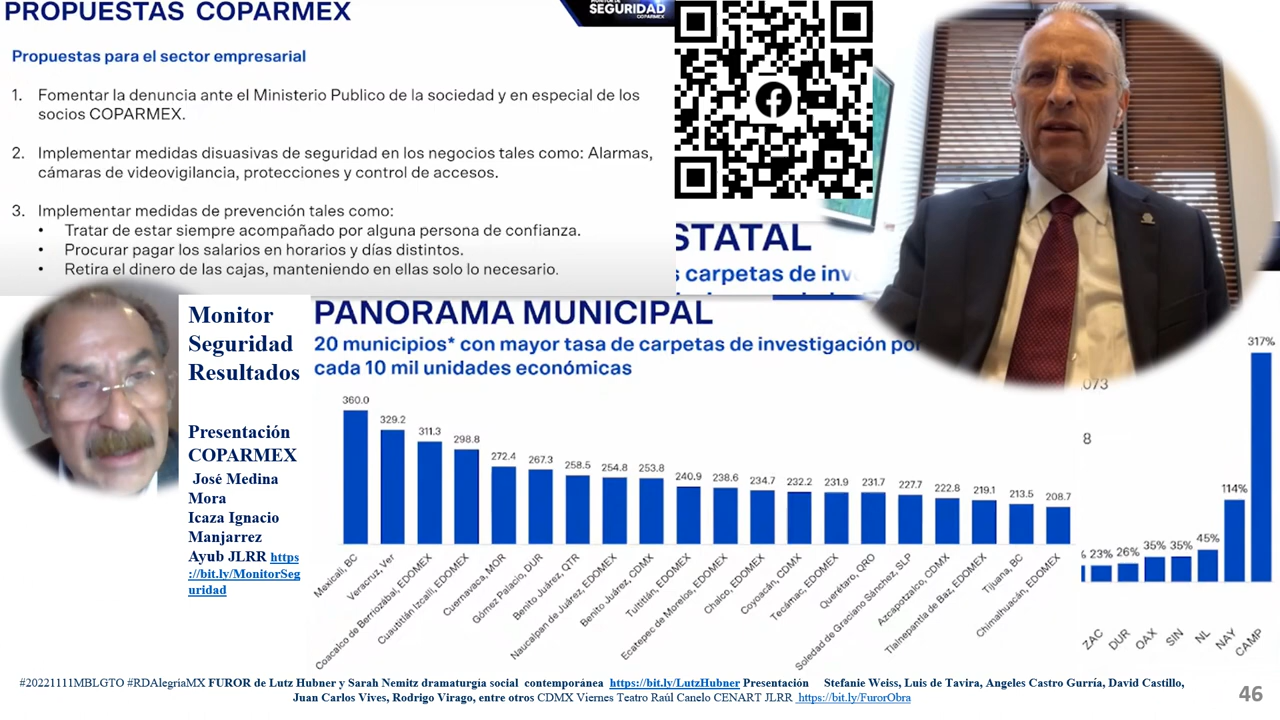 PROPUESTAS COPARMEX
SEGURIDAD
COPARMEX
Propuestas para el sector empresarial
1. Fomentar la denuncia ante el Ministerio Publico de la sociedad y en especial de los
socios COPARMEX.
2. Implementar medidas disuasivas de seguridad en los negocios tales como: Alarmas,
cámaras de videovigilancia, protecciones y control de accesos.
3. Implementar medidas de prevención tales como:
• Tratar de estar siempre acompañado por alguna persona de confianza.
• Procurar pagar los salarios en horarios y días distintos.
• Retira el dinero de las cajas, manteniendo en ellas solo lo necesario.
STATAL
s carpetas de inv
Monitor
Seguridad
Resultados
Presentación
COPARMEX
José Medina
Mora
Icaza Ignacio
Manjarrez
Ayub JLRR https
://bit.ly/MonitorSeg
uridad
PANORAMA MUNICIPAL
20 municipios* con mayor tasa de carpetas de investigación por
cada 10 mil unidades económicas
360.0
329.2
311.3
298.8
272.4
267.3
258.5
254.8
253.8
240.9
238.6
234.7
232.2
231.9
231.7
227.7
222.8
219.1
213.5
208.7
Mexicali, BC
Veracruz, Ver
Coacalco de Berriozábal, EDOMEX
Cuautitlán Izcalli, EDOMEX
Cuernavaca, MOR
Gómez Palacio, DUR
Benito Juárez, QTR
Naucalpan de Juárez, EDOMEX
Benito Juárez, CDMX
Tultitlán, EDOMEX
Ecatepec de Morelos, EDOMEX
Chalco, EDOMEX
Coyoacán, CDMX
Tecámac, EDOMEX
Querétaro, QRO
Soledad de Graciano Sánchez, SLP
Azcapotzalco, CDMX
Tlalnepantla de Baz, EDOMEX
Tijuana, BC
Chimalhuacán, EDOMEX
,073
8
23%
26%
35%
35%
45%
114%
317%
ZAC
DUR
OAX
SIN
NL
NAY
CAMP
#20221111MBLGTO #RDAlegriaMX FUROR de Lutz Hubner y Sarah Nemitz dramaturgia social contemporánea https://bit.ly/LutzHubner Presentación Stefanie Weiss, Luis de Tavira, Angeles Castro Gurría, David Castillo,
Juan Carlos Vives, Rodrigo Virago, entre otros CDMX Viernes Teatro Raúl Canelo CENART JLRR https://bit.ly/FurorObra
46